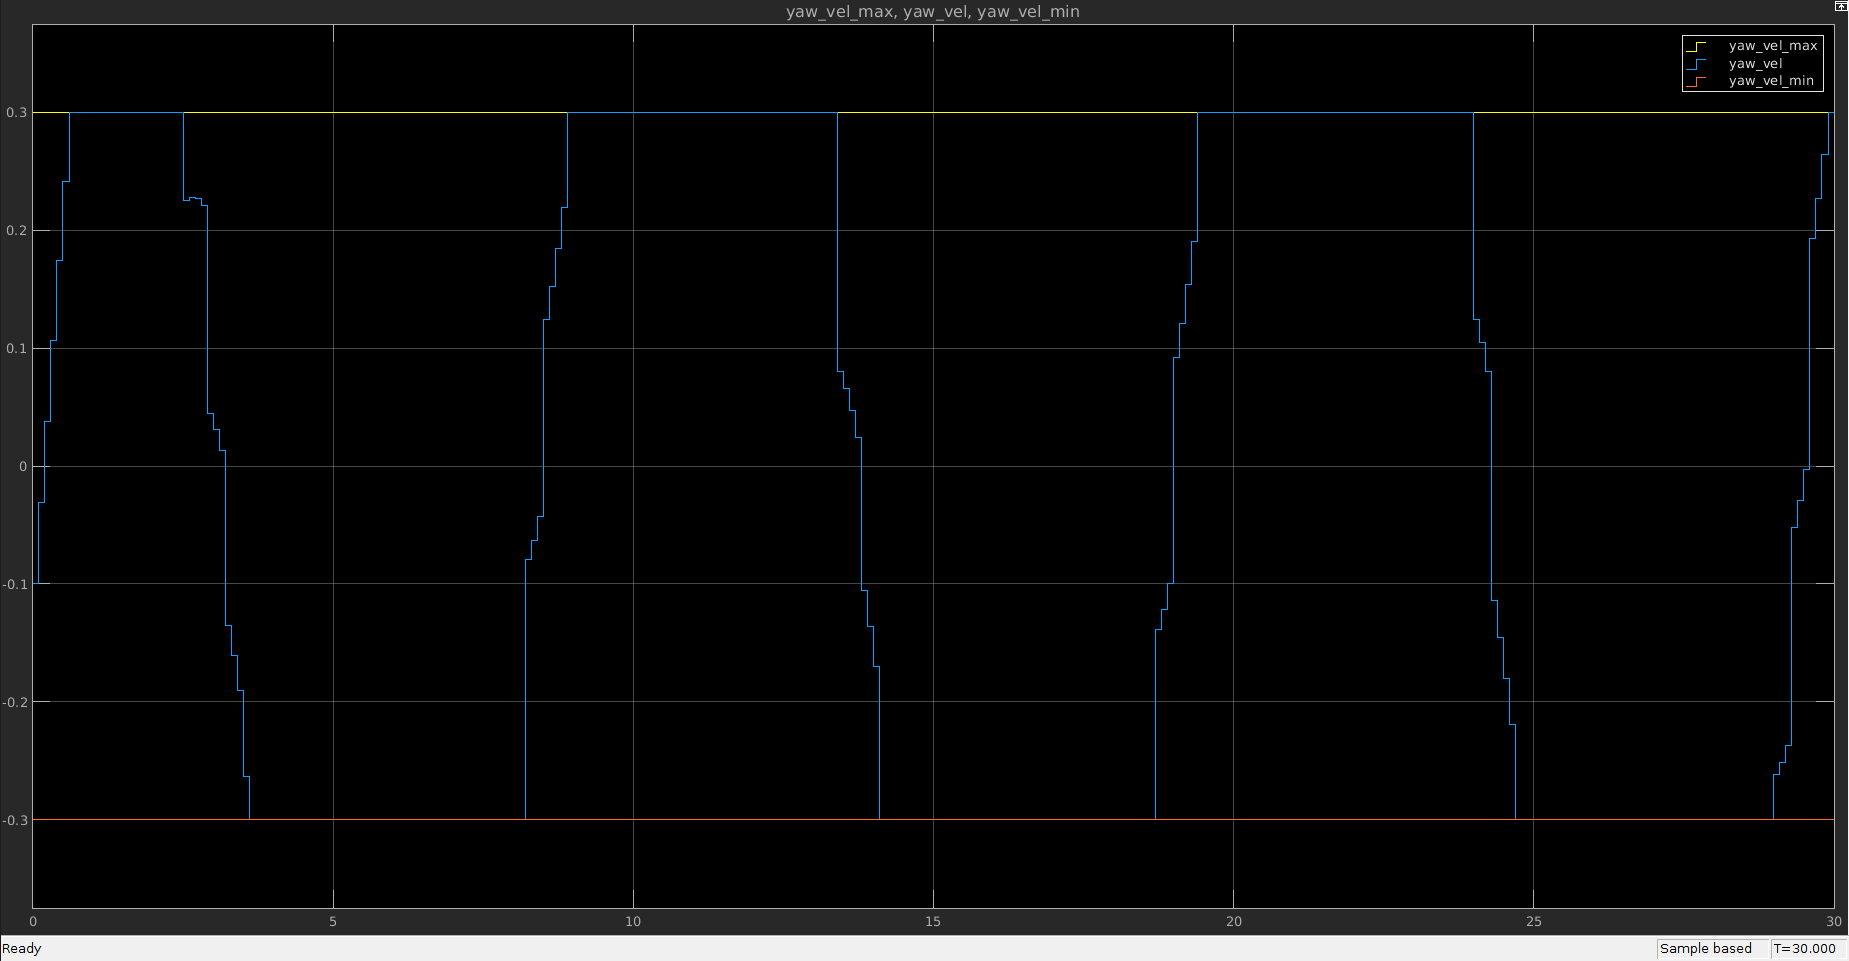 yaw_vel_max, yaw_vel, yaw_vel_min
yaw_vel_max
yaw_vel
yaw_vel_min
0.3
0.2
0.1
0
-0.1
-0.2
-0.3
0 5 10 15 20 25 30
Ready Sample based T=30.000